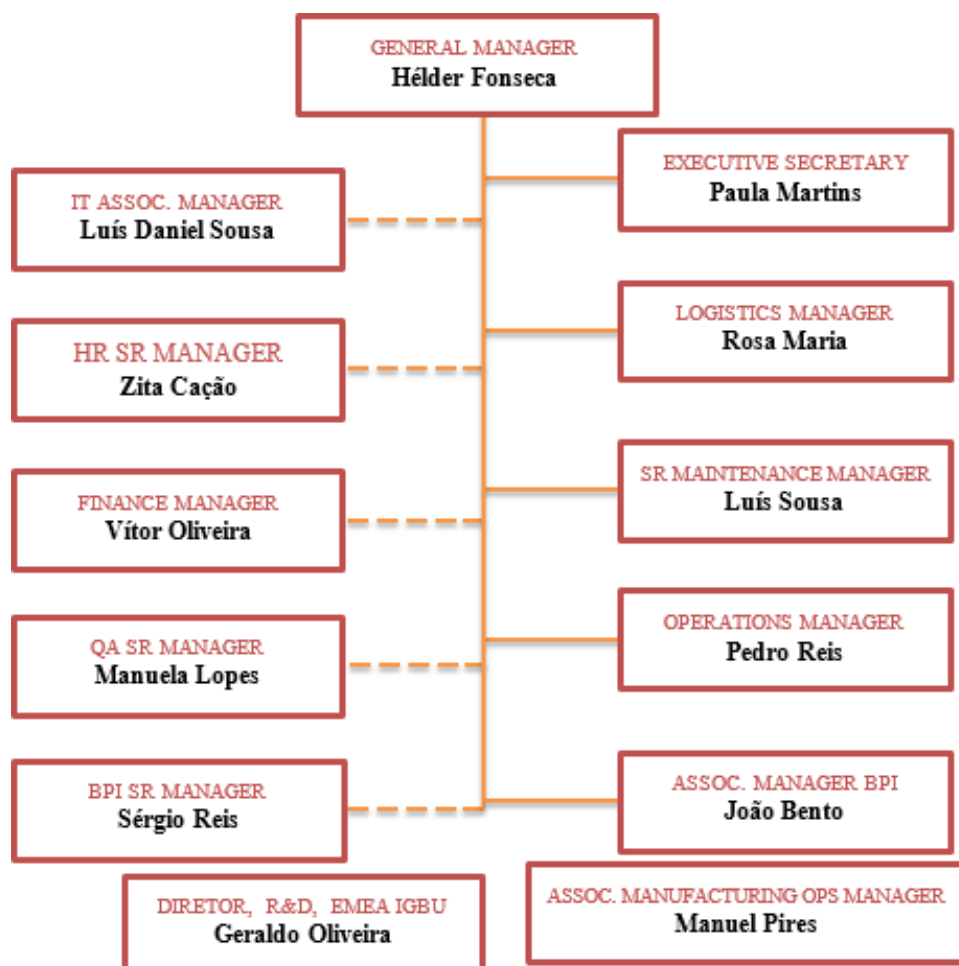 GENERAL MANAGER
Hélder Fonseca
EXECUTIVE SECRETARY
Paula Martins
IT ASSOC. MANAGER
Luís Daniel Sousa
LOGISTICS MANAGER
Rosa Maria
HR SR MANAGER
Zita Cação
SR MAINTENANCE MANAGER
Luís Sousa
FINANCE MANAGER
Vítor Oliveira
OPERATIONS MANAGER
Pedro Reis
QA SR MANAGER
Manuela Lopes
ASSOC. MANAGER BPI
João Bento
BPI SR MANAGER
Sérgio Reis
DIRETOR, R&D, EMEA IGBU
Geraldo Oliveira
ASSOC. MANUFACTURING OPS MANAGER
Manuel Pires